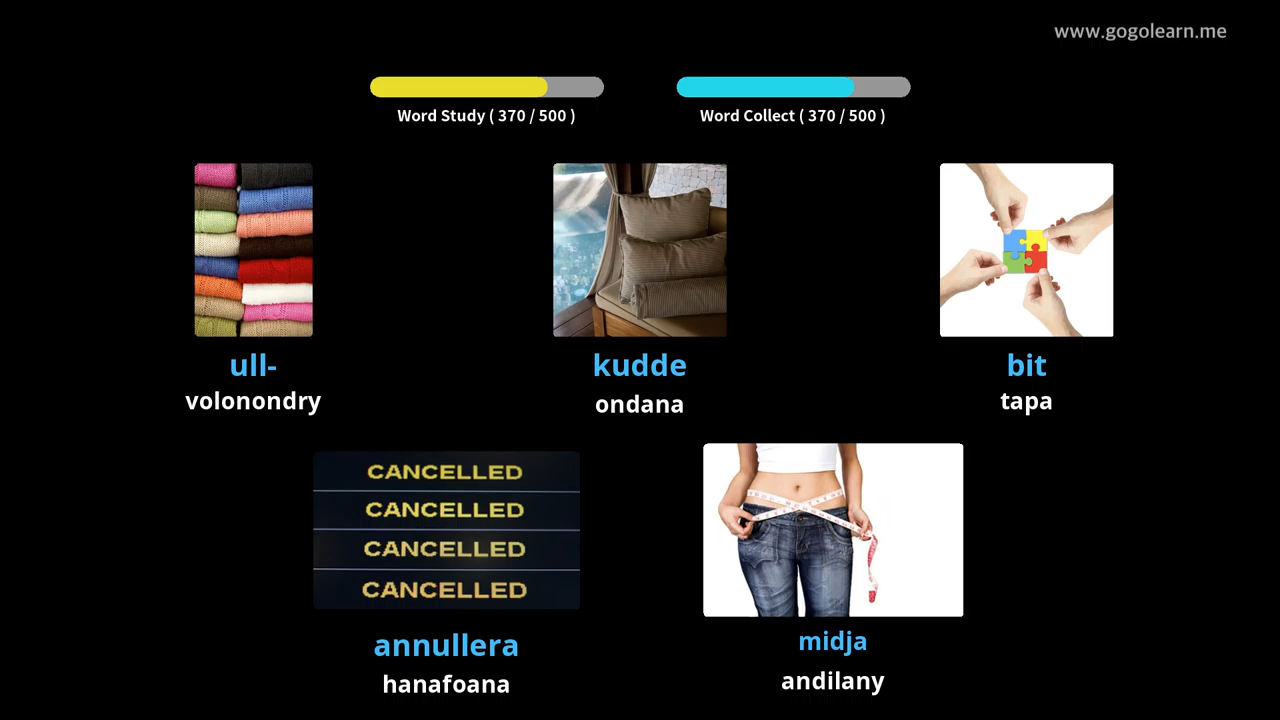 www.gogolearn.me
Word Study ( 370 / 500 )
Word Collect ( 370 / 500 )
ull-
volonondry
kudde
ondana
bit
tapa
CANCELLED
CANCELLED
CANCELLED
CANCELLED
annullera
hanafoana
midja
andilany